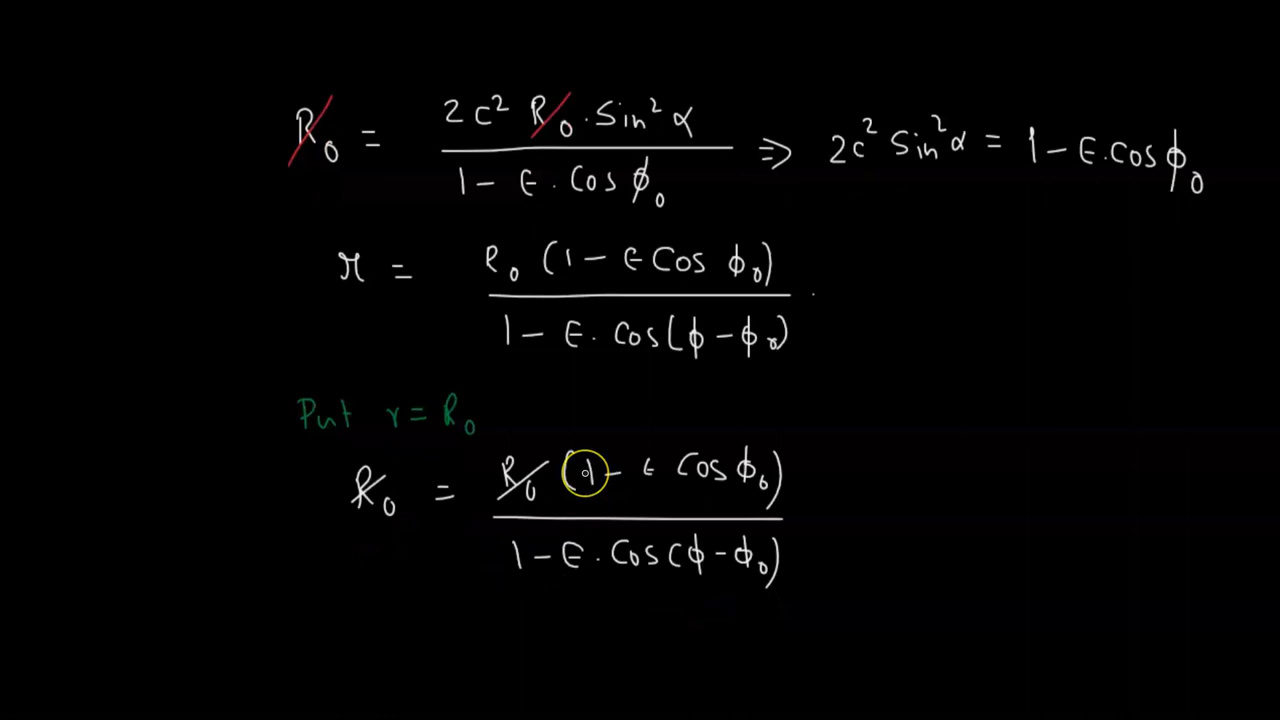 R₀ = 2c² R₀ · Sin²α / 1 − ϵ · Cos ϕ₀ ⇒ 2c² Sin²α = 1 − ϵ · Cos ϕ₀
r = R₀ (1 − ϵ Cos ϕ₀) / 1 − ϵ · Cos(ϕ − ϕ₀)
Put r = R₀
R₀ = R₀ (1 − ϵ Cos ϕ₀) / 1 − ϵ · Cos(ϕ − ϕ₀)